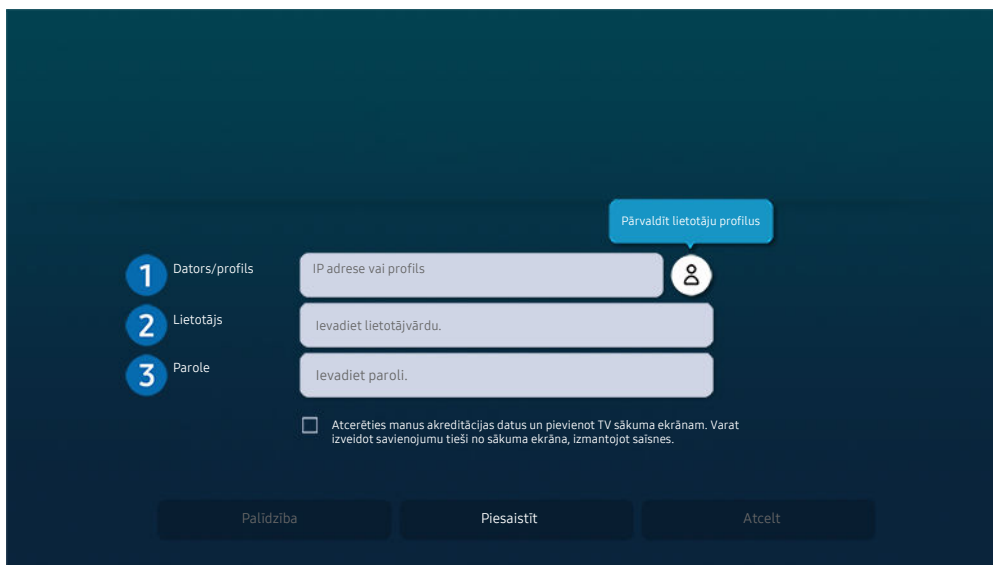 Pārvaldīt lietotāju profilus
1 Dators/profils IP adrese vai profils
2 Lietotājs Ievadiet lietotājvārdu.
3 Parole Ievadiet paroli.
Atcerēties manus akreditācijas datus un pievienot TV sākuma ekrānam. Varat
izveidot savienojumu tieši no sākuma ekrāna, izmantojot saīsnes.
Palīdzība Piesaistīt Atcelt